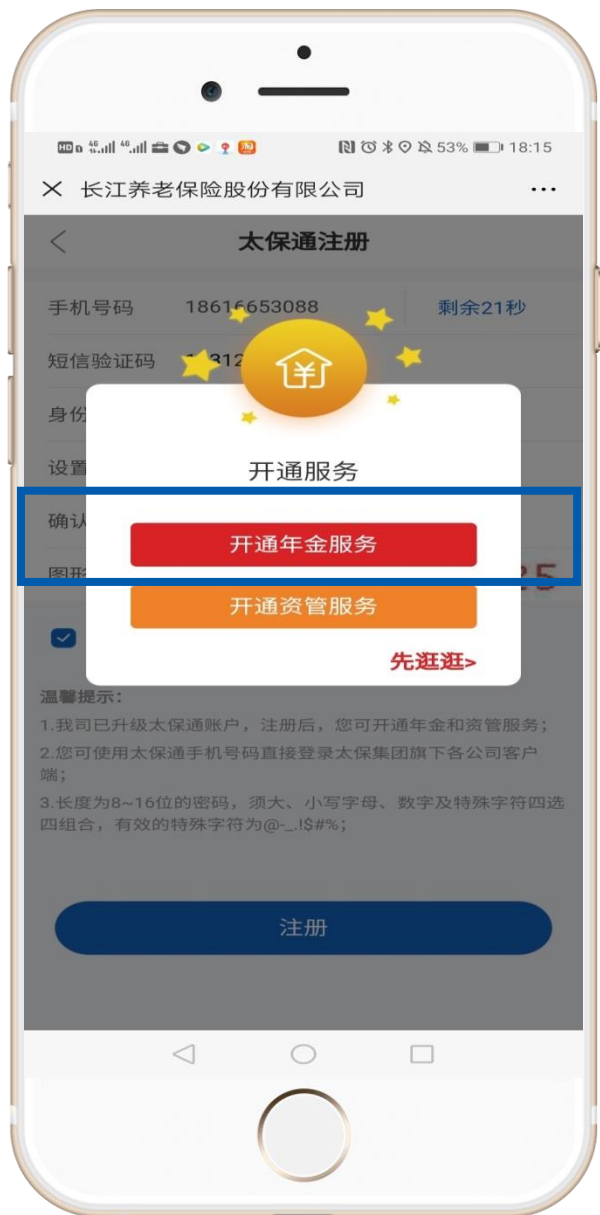 HD 46 46 53% 18:15
长江养老保险股份有限公司 ...
太保通注册
手机号码 18616653088 剩余21秒
短信验证码
身份
设置
开通服务
确认
开通年金服务
图形
开通资管服务
先逛逛>
温馨提示：
1.我司已升级太保通账户，注册后，您可开通年金和资管服务；
2.您可使用太保通手机号码直接登录太保集团旗下各公司客户
端；
3.长度为8~16位的密码，须大、小写字母、数字及特殊字符四选
四组合，有效的特殊字符为@-_.!$#%；
注册